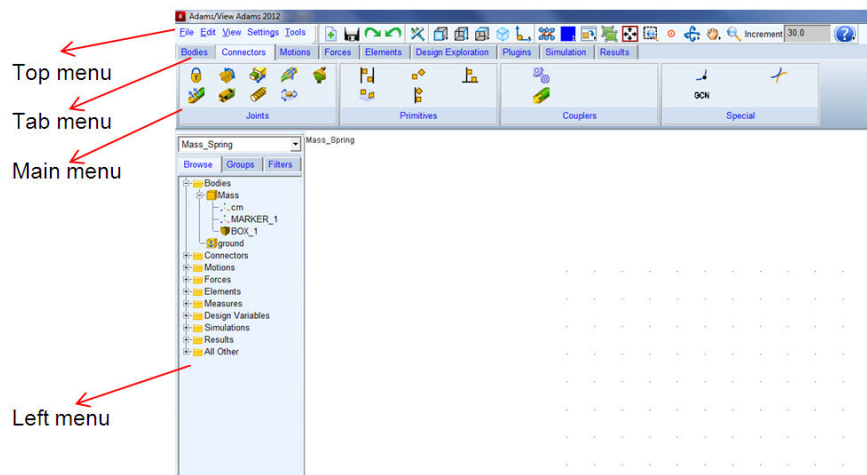 Adams/View Adams 2012
File Edit View Settings Tools
Increment 30.0
Bodies Connectors Motions Forces Elements Design Exploration Plugins Simulation Results
GCN
Joints Primitives Couplers Special
Top menu
Tab menu
Main menu
Left menu
Mass_Spring
Mass_Spring
Browse Groups Filters
Bodies
Mass
cm
MARKER_1
BOX_1
ground
Connectors
Motions
Forces
Elements
Measures
Design Variables
Simulations
Results
All Other